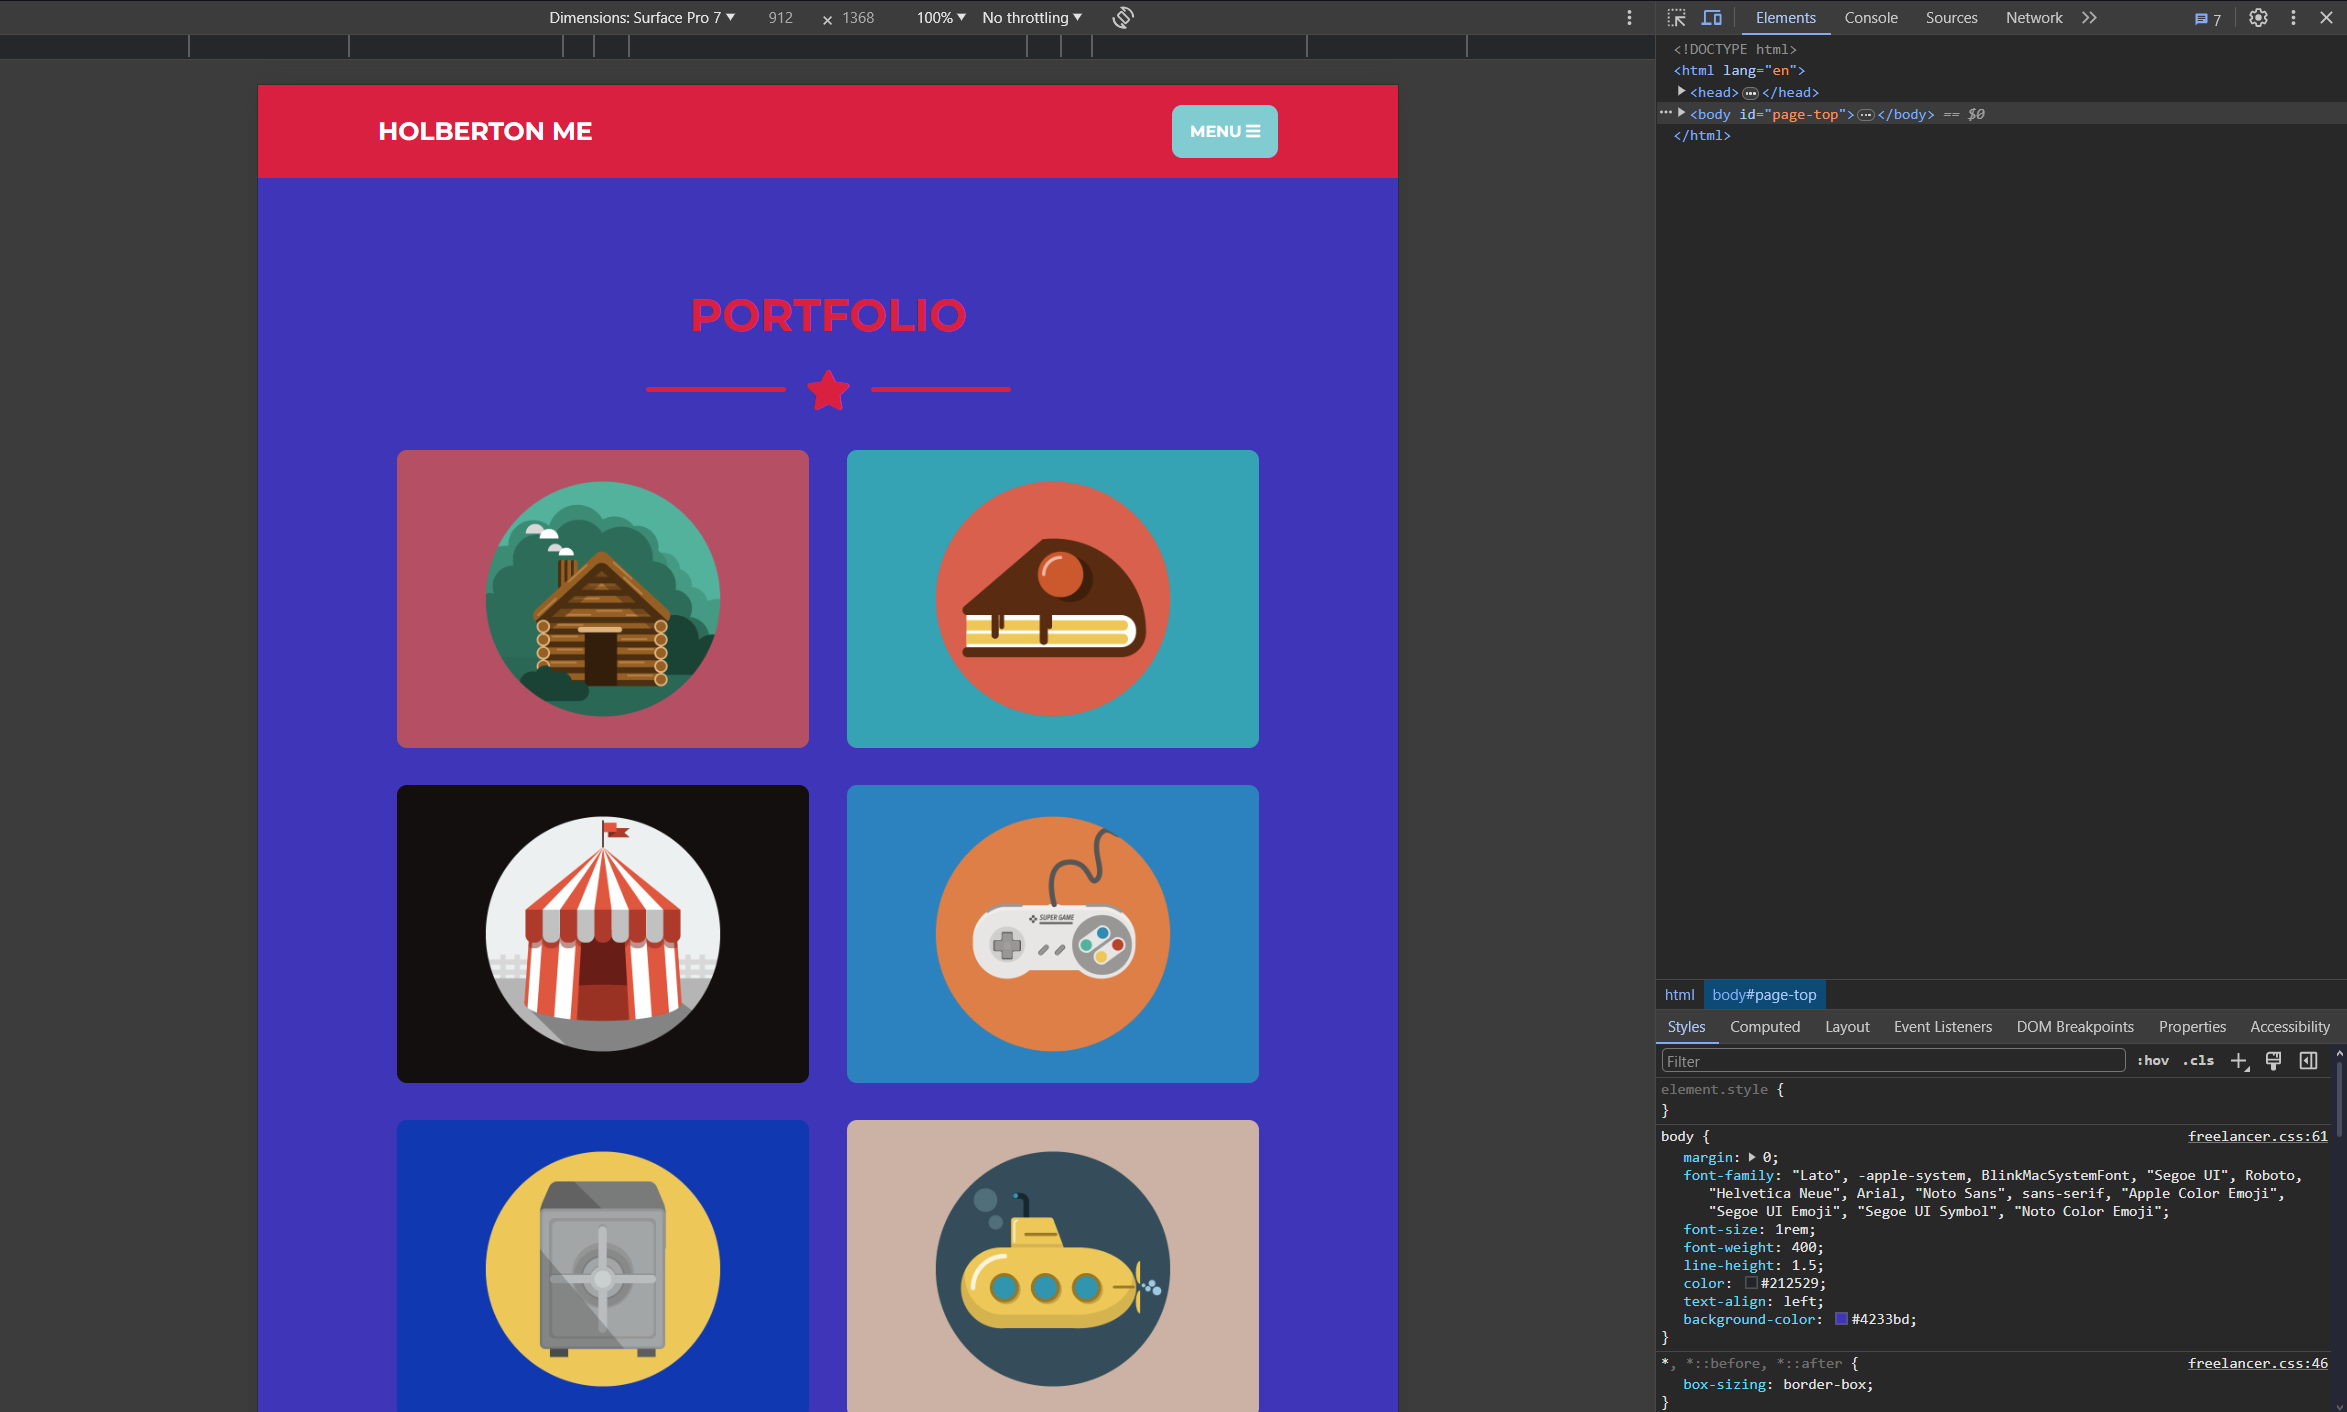 Dimensions: Surface Pro 7 ▼ 912 × 1368 100% ▼ No throttling ▼
Elements Console Sources Network 7
<!DOCTYPE html>
<html lang="en">
<head> … </head>
<body id="page-top"> … </body> == $0
</html>
HOLBERTON ME
MENU
PORTFOLIO
SUPER GAME
html body#page-top
Styles Computed Layout Event Listeners DOM Breakpoints Properties Accessibility
Filter :hov .cls
element.style {
}
body { freelancer.css:61
margin: 0;
font-family: "Lato", -apple-system, BlinkMacSystemFont, "Segoe UI", Roboto,
"Helvetica Neue", Arial, "Noto Sans", sans-serif, "Apple Color Emoji",
"Segoe UI Emoji", "Segoe UI Symbol", "Noto Color Emoji";
font-size: 1rem;
font-weight: 400;
line-height: 1.5;
color: #212529;
text-align: left;
background-color: #4233bd;
}
*, *::before, *::after { freelancer.css:46
box-sizing: border-box;
}